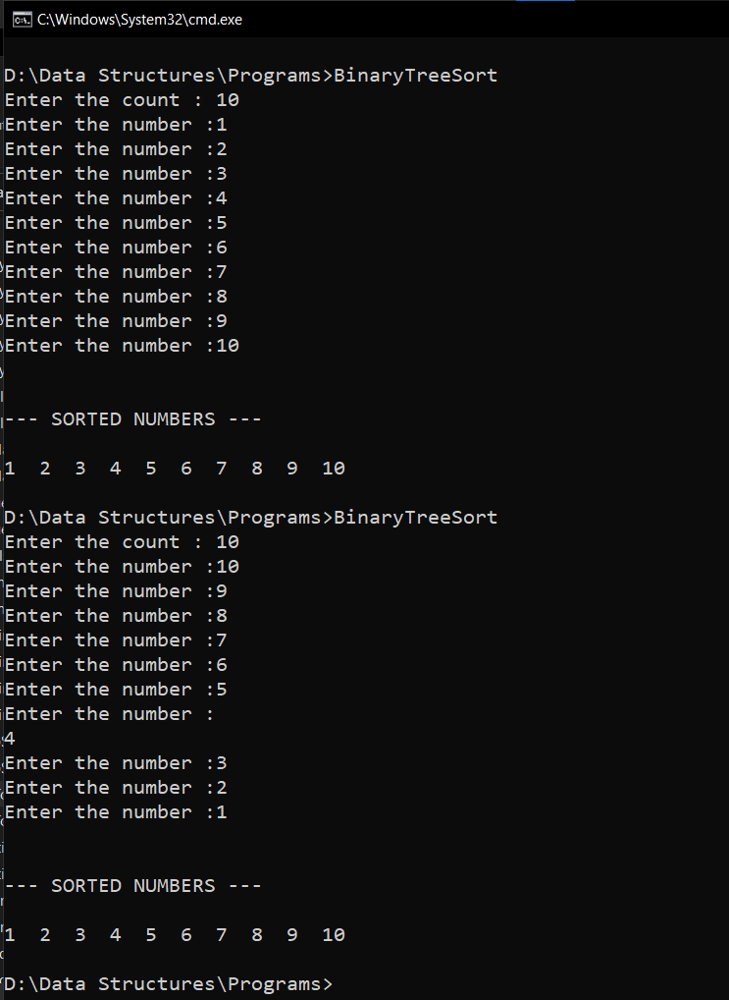 C:\Windows\System32\cmd.exe
D:\Data Structures\Programs>BinaryTreeSort
Enter the count : 10
Enter the number :1
Enter the number :2
Enter the number :3
Enter the number :4
Enter the number :5
Enter the number :6
Enter the number :7
Enter the number :8
Enter the number :9
Enter the number :10
--- SORTED NUMBERS ---
1  2  3  4  5  6  7  8  9  10
D:\Data Structures\Programs>BinaryTreeSort
Enter the count : 10
Enter the number :10
Enter the number :9
Enter the number :8
Enter the number :7
Enter the number :6
Enter the number :5
Enter the number :
4
Enter the number :3
Enter the number :2
Enter the number :1
--- SORTED NUMBERS ---
1  2  3  4  5  6  7  8  9  10
D:\Data Structures\Programs>